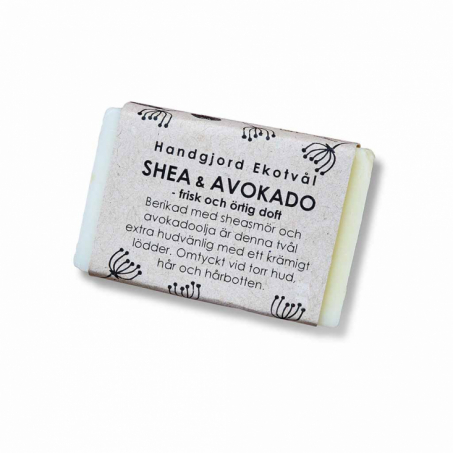 Handgjord Ekotvål
SHEA & AVOKADO
- frisk och örtig doft
Berikad med sheasmör och
avokadoolja är denna tvål
extra hudvänlig med ett krämigt
lödder. Omtyckt vid torr hud,
hår och hårbotten.